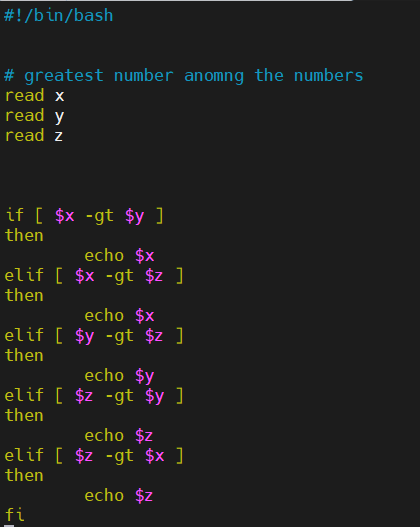 #!/bin/bash
# greatest number anomng the numbers
read x
read y
read z
if [ $x -gt $y ]
then
echo $x
elif [ $x -gt $z ]
then
echo $x
elif [ $y -gt $z ]
then
echo $y
elif [ $z -gt $y ]
then
echo $z
elif [ $z -gt $x ]
then
echo $z
fi